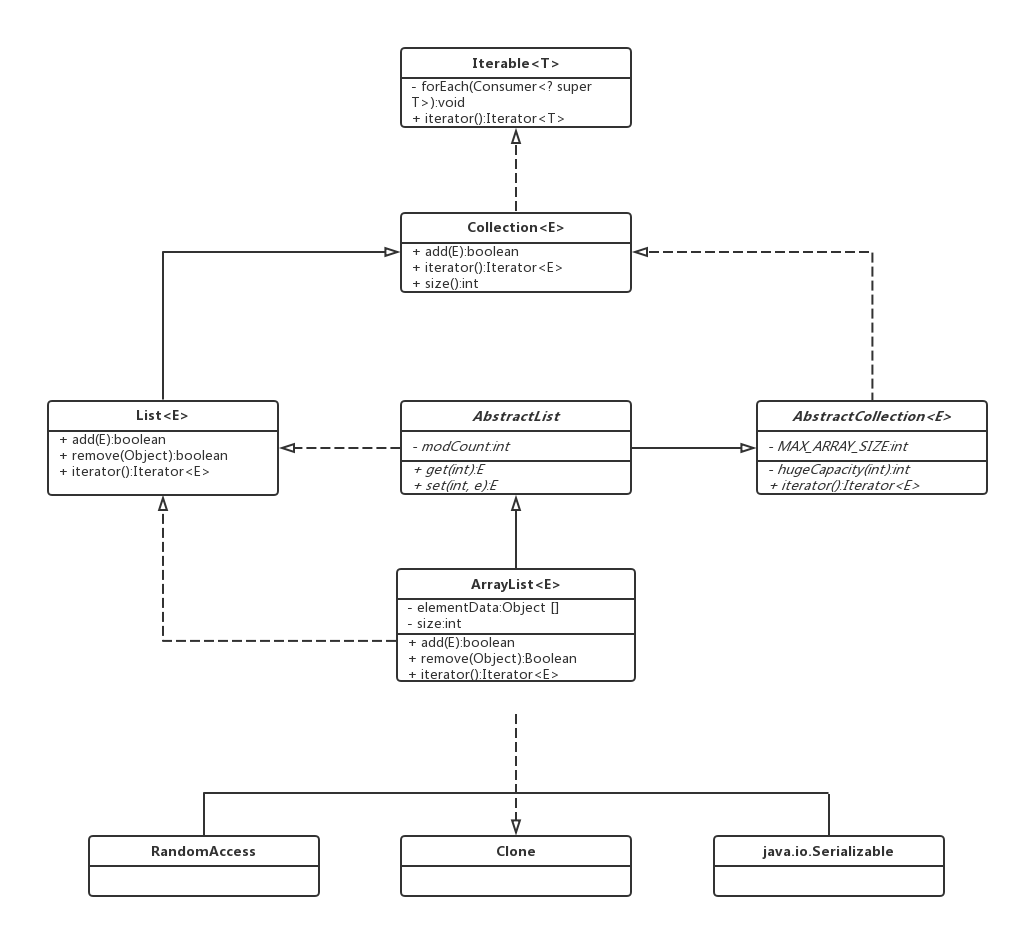 Iterable<T>
- forEach(Consumer<? super
T>):void
+ iterator():Iterator<T>
Collection<E>
+ add(E):boolean
+ iterator():Iterator<E>
+ size():int
List<E>
+ add(E):boolean
+ remove(Object):boolean
+ iterator():Iterator<E>
AbstractList
- modCount:int
+ get(int):E
+ set(int, e):E
AbstractCollection<E>
- MAX_ARRAY_SIZE:int
- hugeCapacity(int):int
+ iterator():Iterator<E>
ArrayList<E>
- elementData:Object []
- size:int
+ add(E):boolean
+ remove(Object):Boolean
+ iterator():Iterator<E>
RandomAccess
Clone
java.io.Serializable